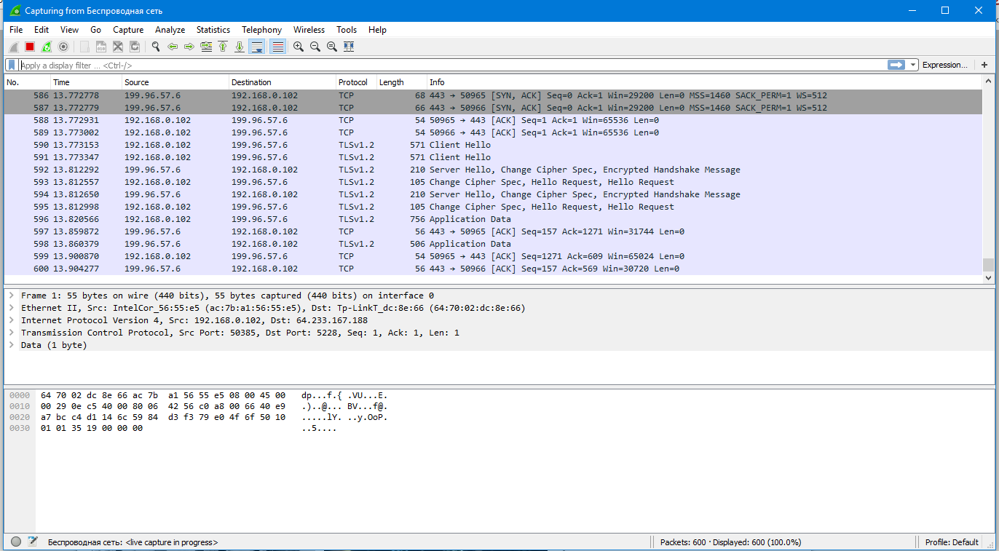 Capturing from Беспроводная сеть
File Edit View Go Capture Analyze Statistics Telephony Wireless Tools Help
Apply a display filter ... <Ctrl-/> Expression... +
No. Time Source Destination Protocol Length Info
586 13.772778 199.96.57.6 192.168.0.102 TCP 68 443 → 50965 [SYN, ACK] Seq=0 Ack=1 Win=29200 Len=0 MSS=1460 SACK_PERM=1 WS=512
587 13.772779 199.96.57.6 192.168.0.102 TCP 66 443 → 50966 [SYN, ACK] Seq=0 Ack=1 Win=29200 Len=0 MSS=1460 SACK_PERM=1 WS=512
588 13.772931 192.168.0.102 199.96.57.6 TCP 54 50965 → 443 [ACK] Seq=1 Ack=1 Win=65536 Len=0
589 13.773002 192.168.0.102 199.96.57.6 TCP 54 50966 → 443 [ACK] Seq=1 Ack=1 Win=65536 Len=0
590 13.773153 192.168.0.102 199.96.57.6 TLSv1.2 571 Client Hello
591 13.773347 192.168.0.102 199.96.57.6 TLSv1.2 571 Client Hello
592 13.812292 199.96.57.6 192.168.0.102 TLSv1.2 210 Server Hello, Change Cipher Spec, Encrypted Handshake Message
593 13.812557 192.168.0.102 199.96.57.6 TLSv1.2 105 Change Cipher Spec, Hello Request, Hello Request
594 13.812650 199.96.57.6 192.168.0.102 TLSv1.2 210 Server Hello, Change Cipher Spec, Encrypted Handshake Message
595 13.812998 192.168.0.102 199.96.57.6 TLSv1.2 105 Change Cipher Spec, Hello Request, Hello Request
596 13.820566 192.168.0.102 199.96.57.6 TLSv1.2 756 Application Data
597 13.859872 199.96.57.6 192.168.0.102 TCP 56 443 → 50965 [ACK] Seq=157 Ack=1271 Win=31744 Len=0
598 13.860379 199.96.57.6 192.168.0.102 TLSv1.2 506 Application Data
599 13.900870 192.168.0.102 199.96.57.6 TCP 54 50965 → 443 [ACK] Seq=1271 Ack=609 Win=65024 Len=0
600 13.904277 199.96.57.6 192.168.0.102 TCP 56 443 → 50966 [ACK] Seq=157 Ack=569 Win=30720 Len=0
Frame 1: 55 bytes on wire (440 bits), 55 bytes captured (440 bits) on interface 0
Ethernet II, Src: IntelCor_56:55:e5 (ac:7b:a1:56:55:e5), Dst: Tp-LinkT_dc:8e:66 (64:70:02:dc:8e:66)
Internet Protocol Version 4, Src: 192.168.0.102, Dst: 64.233.167.188
Transmission Control Protocol, Src Port: 50385, Dst Port: 5228, Seq: 1, Ack: 1, Len: 1
Data (1 byte)
0000 64 70 02 dc 8e 66 ac 7b a1 56 55 e5 08 00 45 00 dp...f.{ .VU...E.
0010 00 29 0e c5 40 00 80 06 42 56 c0 a8 00 66 40 e9 .)..@... BV...f@.
0020 a7 bc c4 d1 14 6c 59 84 d3 f3 79 e0 4f 6f 50 10 .....lY. ..y.OoP.
0030 01 01 35 19 00 00 00 ..5....
Беспроводная сеть: <live capture in progress> Packets: 600 · Displayed: 600 (100.0%) Profile: Default